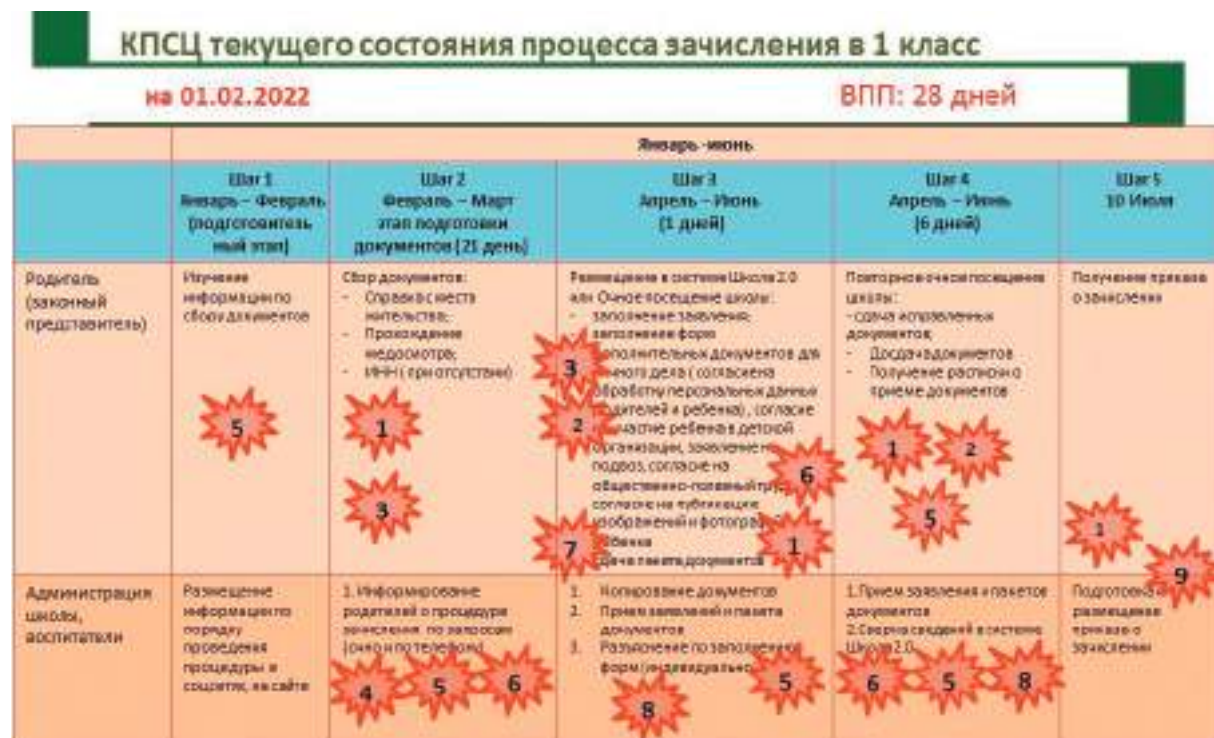 КПСЦ текущего состояния процесса зачисления в 1 класс
на 01.02.2022
ВПП: 28 дней
Январь -июнь
Шаг 1
Январь – Февраль
(подготовитель
ный этап)
Шаг 2
Февраль – Март
этап подготовки
документов (21 день)
Шаг 3
Апрель – Июнь
(1 дней)
Шаг 4
Апрель – Июнь
(6 дней)
Шаг 5
10 Июля
Родитель
(законный
представитель)
Изучение
информации по
сбору документов
5
Сбор документов:
- Справка с места
жительства;
- Прохождение
медосмотра;
- ИНН ( при отсутствии)
1
3
Размещение в системе Школа 2.0
или Очное посещение школы:
- заполнение заявления;
заполнение форм
документов для
дела ( согласие на
обработку персональных данных
и ребенка) , согласие
участие ребенка в детской
организации, заявление
подвоз, согласие на
общественно-полезный
согласие на публикацию
изображений и
пакета документов
3
2
6
7
1
Повторное очное посещение
школы:
- сдача исправленных
документов;
- Досдача документов
- Получение расписки о
приеме документов
1
2
5
Получение приказа
о зачислении
1
9
Администрация
школы,
воспитатели
Размещение
информации по
порядку
проведения
процедуры в
соцсетях, на сайте
1. Информирование
родителей о процедуре
зачисления по запросам
(очно и по телефону)
4
5
6
1. Копирование документов
2. Прием заявлений и пакета
документов
3. Разъяснение по заполнению
форм (индивидуально
8
5
1. Прием заявления и пакетов
документов
2. Сверка сведений в системе
Школа 2.0
6
5
8
Подготовка
размещение
приказа о
зачислении